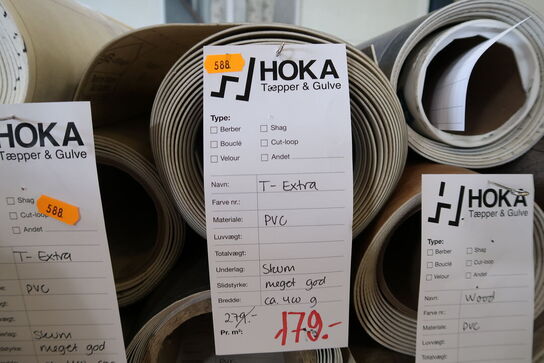 588
HOKA
Tæpper & Gulve
Type:
Berber
Shag
Bouclé
Cut-loop
Velour
Andet
Navn: T-Extra
Farve nr.:
Materiale: PVC
Luvvægt:
Totalvægt:
Underlag: Skum
Slidstyrke: meget god
Bredde: ca. 400 g
279,-
Pr. m²: 179,-
HOKA
Tæpper & Gulve
Shag
Cut-loop
588
Andet
T-Extra
PVC
Skum
meget god
HOKA
Tæpper & Gulve
Type:
Berber
Shag
Bouclé
Cut-loop
Velour
Andet
Navn: Wood
Farve nr.:
Materiale: PVC
Luvvægt: